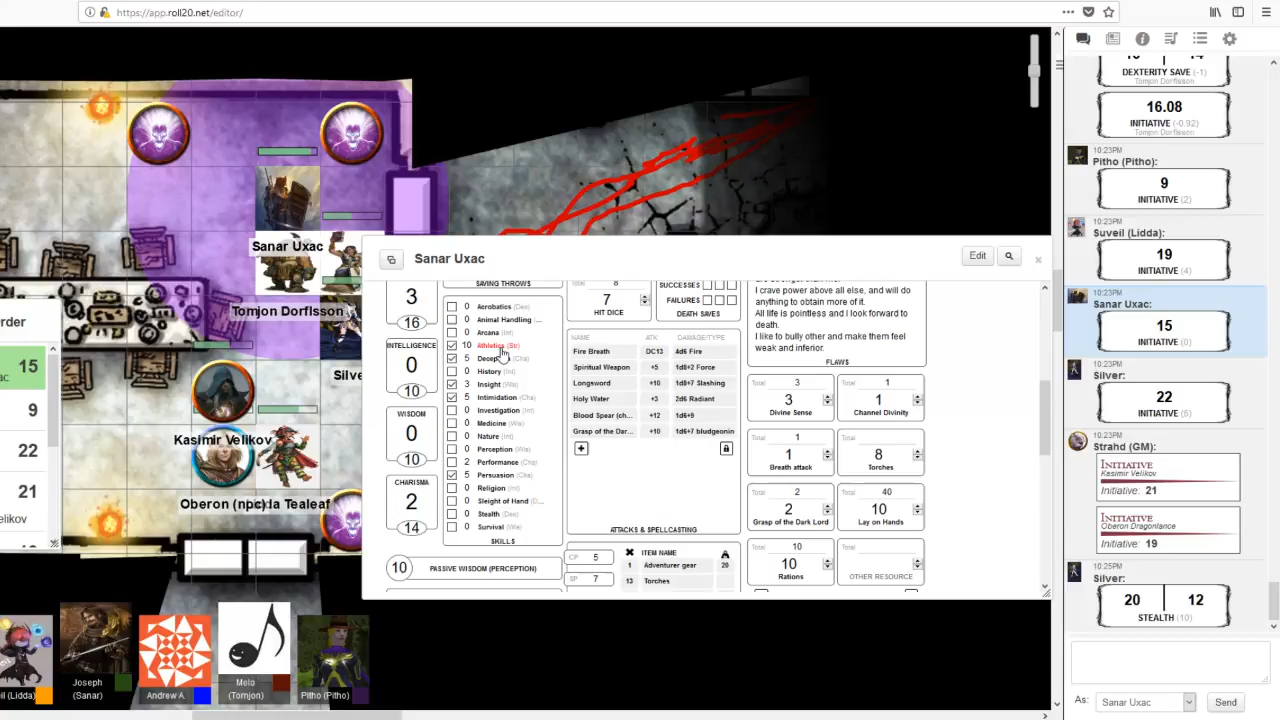 https://app.roll20.net/editor/
Sanar Uxac
Tomjon Dorflsson
Silve
Kasimir Velikov
Oberon (npc)
la Tealeaf
Order
ac
15
9
22
21
elikov
Sanar Uxac
Edit
SAVING THROWS
3
16
INTELLIGENCE
0
10
WISDOM
0
10
CHARISMA
2
14
0 Acrobatics (Dex)
0 Animal Handling (...
0 Arcana (Int)
10 Athletics (Str)
5 Decep (Cha)
0 History (Int)
3 Insight (Wis)
5 Intimidation (Cha)
0 Investigation (Int)
0 Medicine (Wis)
0 Nature (Int)
0 Perception (Wis)
2 Performance (Cha)
5 Persuasion (Cha)
0 Religion (Int)
0 Sleight of Hand (D...
0 Stealth (Dex)
0 Survival (Wis)
SKILLS
10 PASSIVE WISDOM (PERCEPTION)
8
7
HIT DICE
SUCCESSES
FAILURES
DEATH SAVES
NAME ATK DAMAGE/TYPE
Fire Breath DC13 4d6 Fire
Spiritual Weapon +5 1d8+2 Force
Longsword +10 1d8+7 Slashing
Holy Water +3 2d6 Radiant
Blood Spear (ch... +12 1d6+9
Grasp of the Dar... +10 1d6+7 bludgeonin
ATTACKS & SPELLCASTING
CP 5
SP 7
ITEM NAME
1 Adventurer gear 20
13 Torches
I crave power above all else, and will do
anything to obtain more of it.
All life is pointless and I look forward to
death.
I like to bully other and make them feel
weak and inferior.
FLAWS
Total 3
3
Divine Sense
Total 1
1
Channel Divinity
Total 1
1
Breath attack
Total
8
Torches
Total 2
2
Grasp of the Dark Lord
Total 40
10
Lay on Hands
Total 10
10
Rations
Total
OTHER RESOURCE
eil (Lidda)
Joseph
(Sanar)
Andrew A.
Melo
(Tomjon)
Pitho (Pitho)
DEXTERITY SAVE (-1)
Tomjon Dorflsson
16.08
INITIATIVE (-0.92)
Tomjon Dorflsson
10:23PM
Pitho (Pitho):
9
INITIATIVE (2)
10:23PM
Suveil (Lidda):
19
INITIATIVE (4)
10:23PM
Sanar Uxac:
15
INITIATIVE (0)
10:23PM
Silver:
22
INITIATIVE (5)
10:23PM
Strahd (GM):
INITIATIVE
Kasimir Velikov
Initiative: 21
INITIATIVE
Oberon Dragonlance
Initiative: 19
10:25PM
Silver:
20 12
STEALTH (10)
As: Sanar Uxac
Send